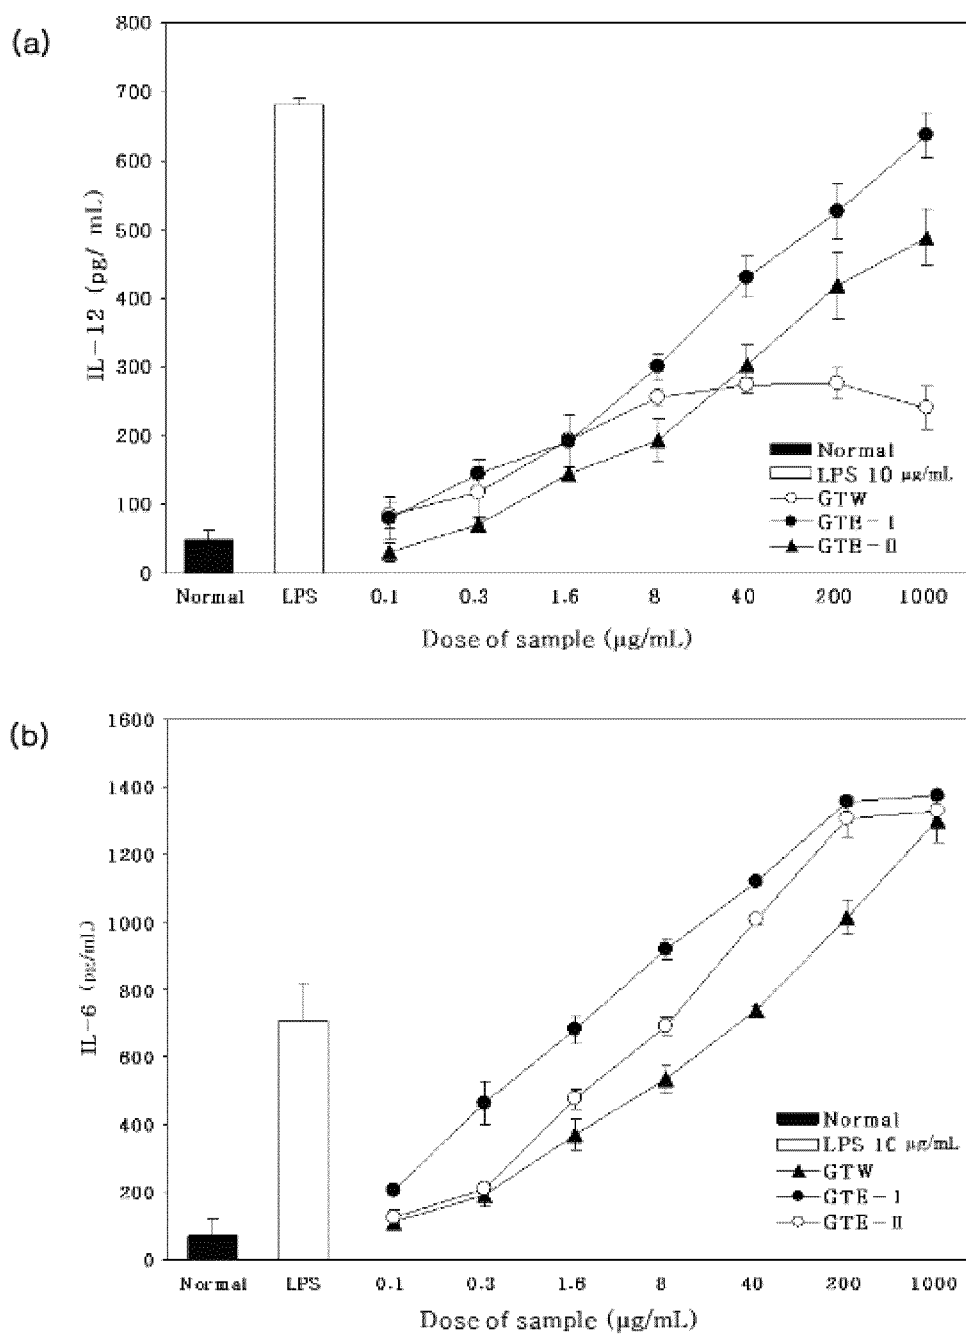 (a)
800
700
600
500
400
300
200
100
0
IL-12 (pg/ mL)
Normal LPS 0.1 0.3 1.6 8 40 200 1000
Dose of sample (μg/mL)
Normal
LPS 10 μg/mL
GTW
GTE-I
GTE-II
(b)
1600
1400
1200
1000
800
600
400
200
0
IL-6 (pg/mL)
Normal LPS 0.1 0.3 1.6 8 40 200 1000
Dose of sample (μg/mL)
Normal
LPS 10 μg/mL
GTW
GTE-I
GTE-II